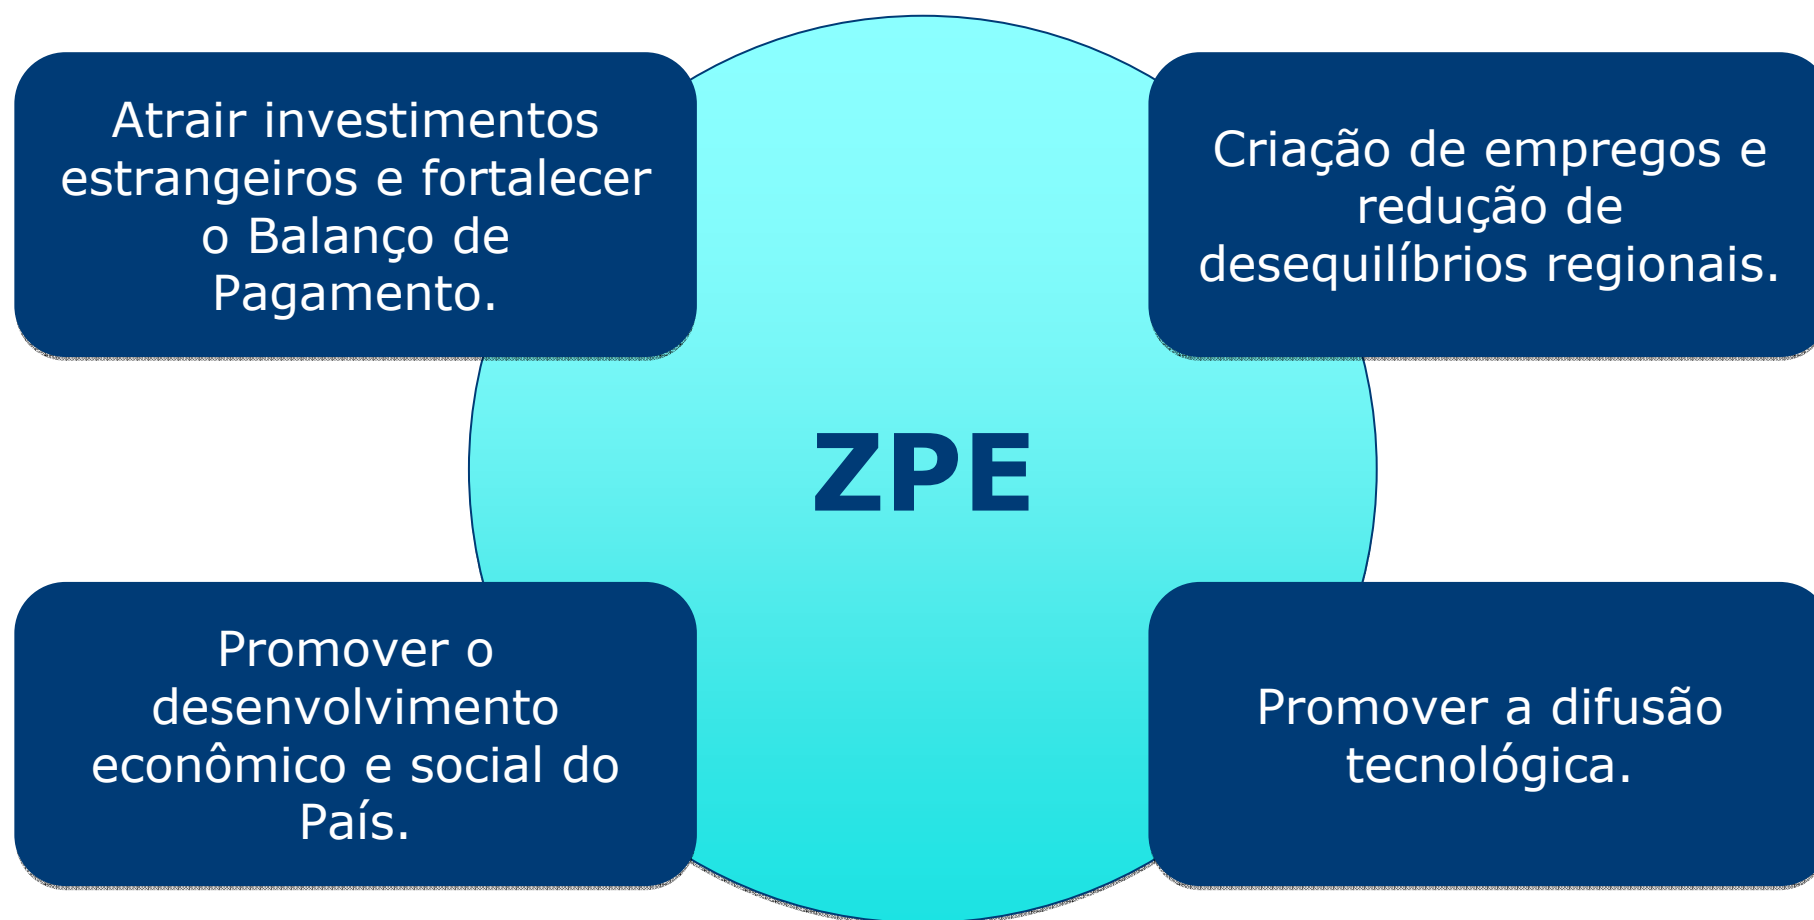 Atrair investimentos
estrangeiros e fortalecer
o Balanço de
Pagamento.
Criação de empregos e
redução de
desequilíbrios regionais.
ZPE
Promover o
desenvolvimento
econômico e social do
País.
Promover a difusão
tecnológica.